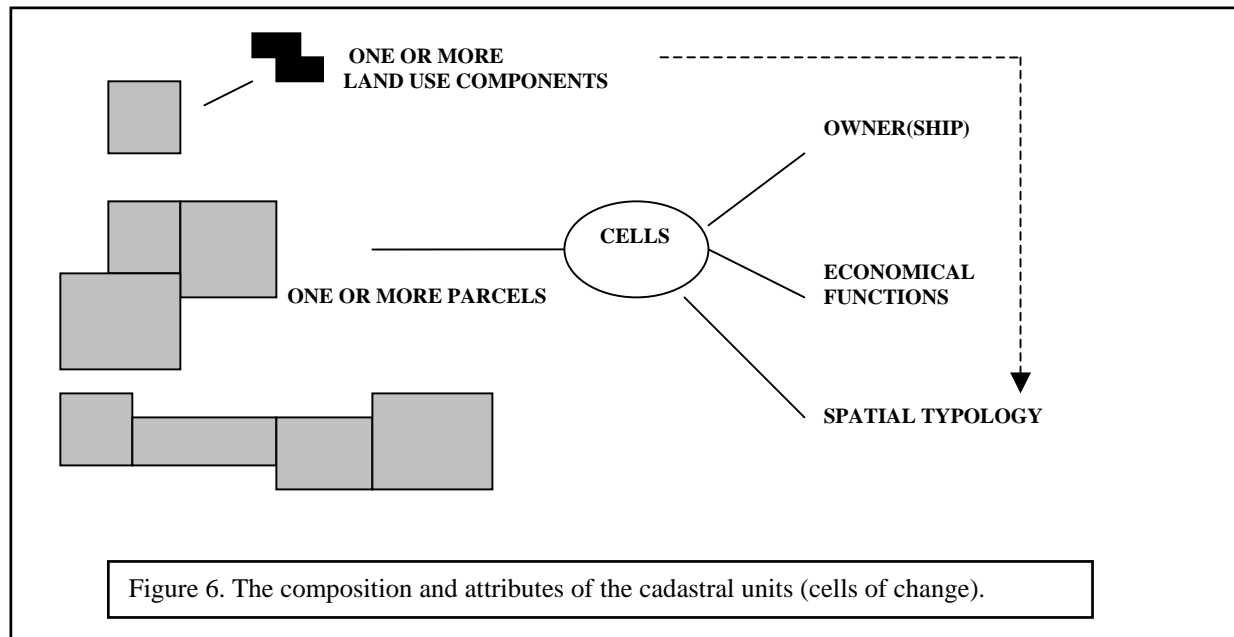 ONE OR MORE
LAND USE COMPONENTS
OWNER(SHIP)
CELLS
ECONOMICAL
FUNCTIONS
ONE OR MORE PARCELS
SPATIAL TYPOLOGY
Figure 6. The composition and attributes of the cadastral units (cells of change).